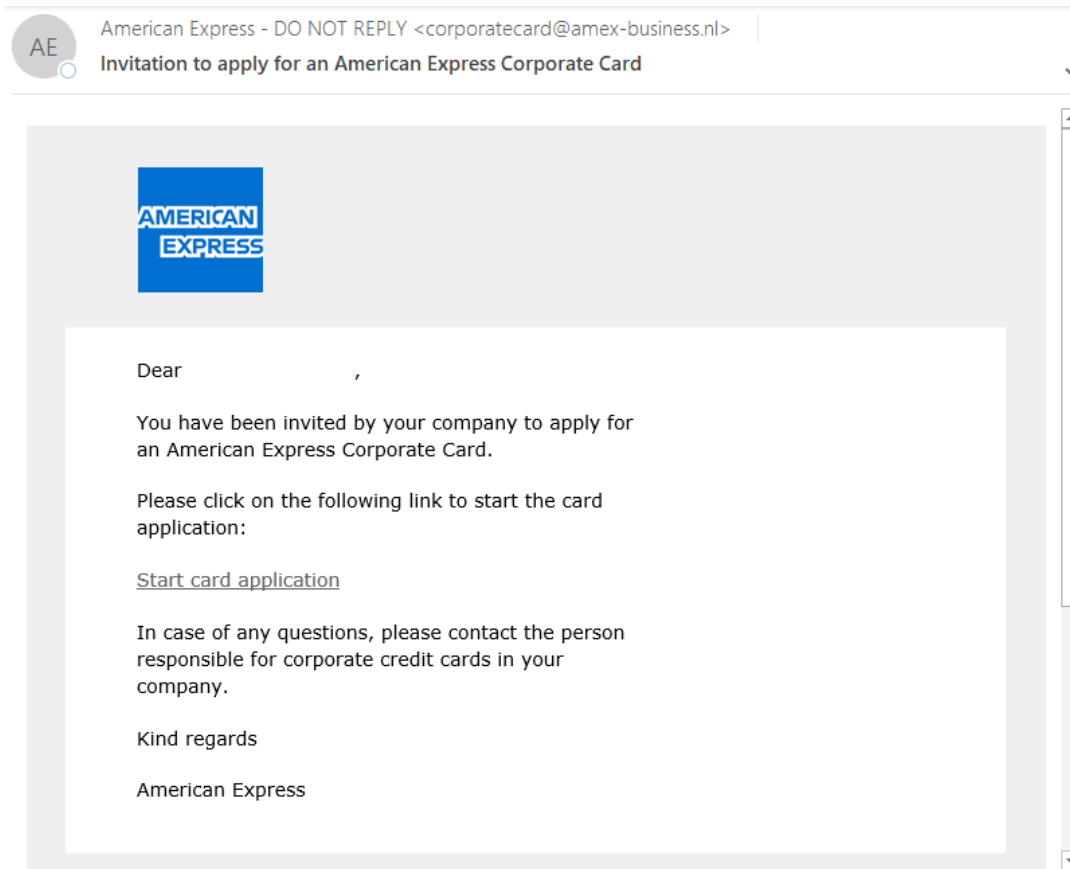 AE
American Express - DO NOT REPLY <corporatecard@amex-business.nl>
Invitation to apply for an American Express Corporate Card
AMERICAN
EXPRESS
Dear ,
You have been invited by your company to apply for
an American Express Corporate Card.
Please click on the following link to start the card
application:
Start card application
In case of any questions, please contact the person
responsible for corporate credit cards in your
company.
Kind regards
American Express